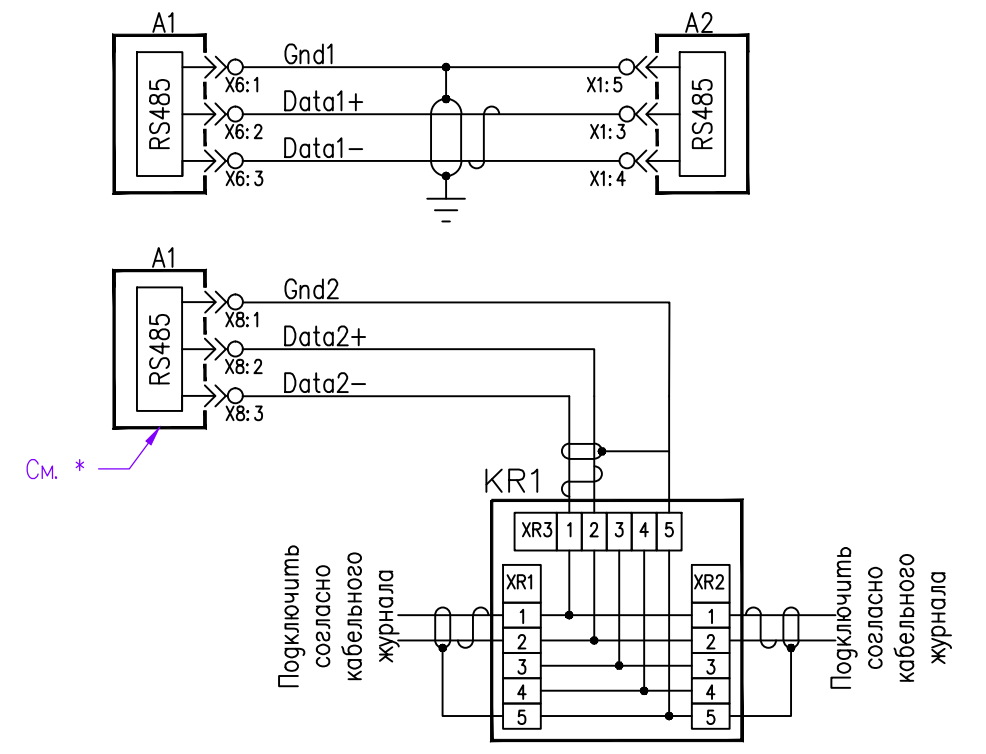 A1
A2
Gnd1
RS485
X6:1
X1:5
RS485
Data1+
X6:2
X1:3
Data1-
X6:3
X1:4
A1
Gnd2
RS485
X8:1
Data2+
X8:2
Data2-
X8:3
См. *
KR1
XR3 1 2 3 4 5
XR1
1
2
3
4
5
XR2
1
2
3
4
5
Подключить
согласно
кабельного
журнала
Подключить
согласно
кабельного
журнала